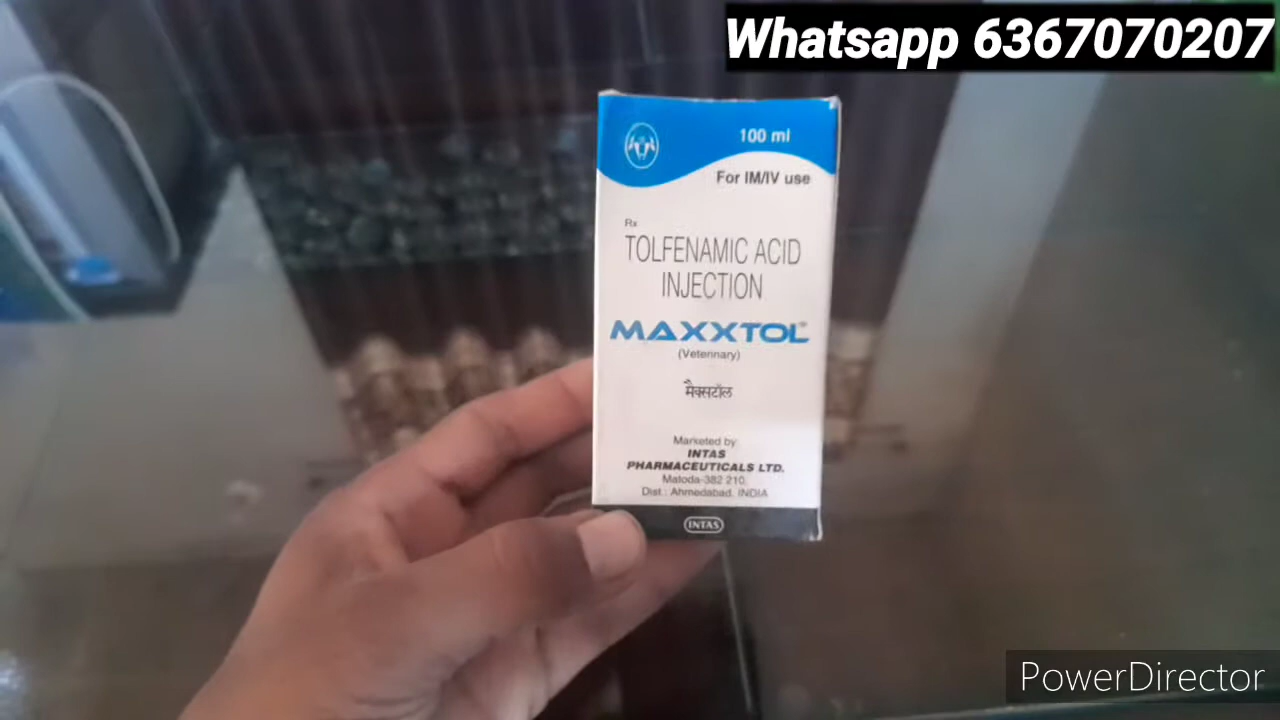 Whatsapp 6367070207
100 ml
For IM/IV use
Rx
TOLFENAMIC ACID
INJECTION
MAXXTOL®
(Veterinary)
मैक्सटॉल
Marketed by:
INTAS
PHARMACEUTICALS LTD.
Matoda-382 210,
Dist.: Ahmedabad. INDIA
INTAS
PowerDirector